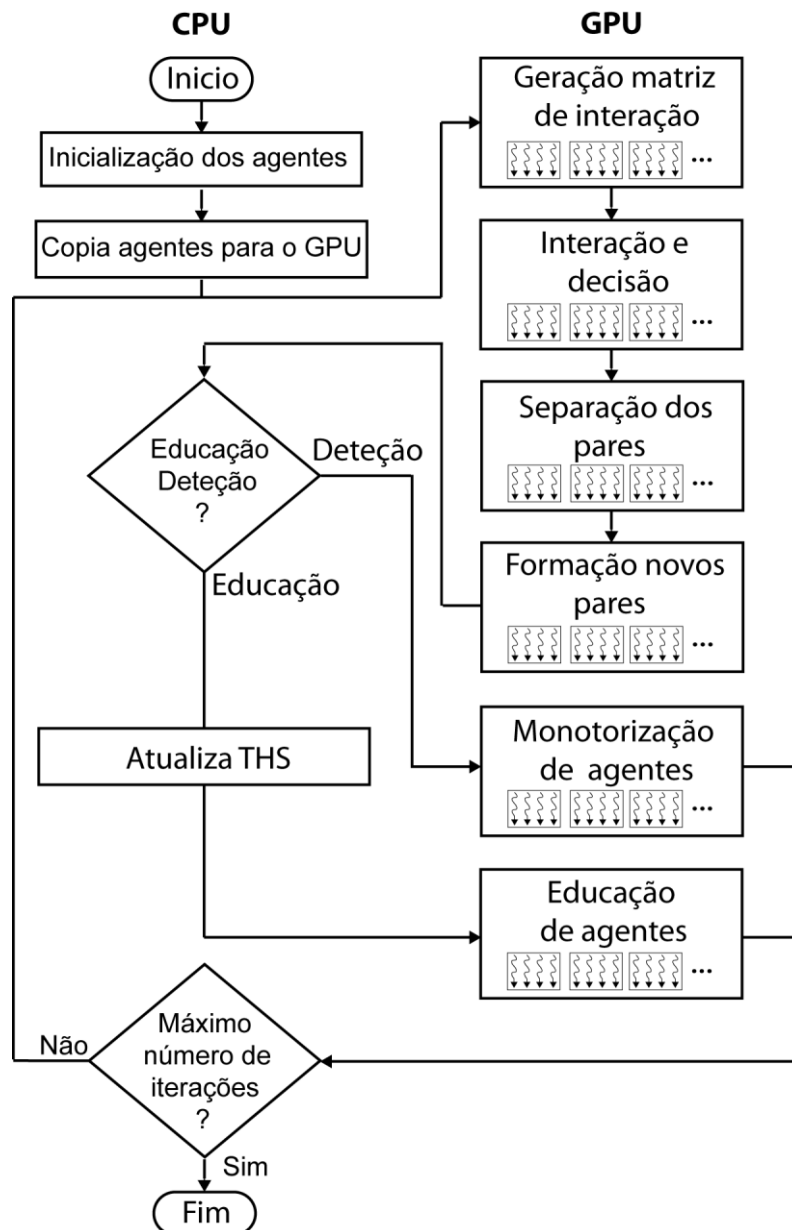 CPU
GPU
Inicio
Inicialização dos agentes
Copia agentes para o GPU
Geração matriz
de interação
...
Interação e
decisão
...
Separação dos
pares
...
Formação novos
pares
...
Educação
Deteção
?
Deteção
Educação
Atualiza THS
Monotorização
de agentes
...
Educação
de agentes
...
Máximo
número de
iterações
?
Não
Sim
Fim